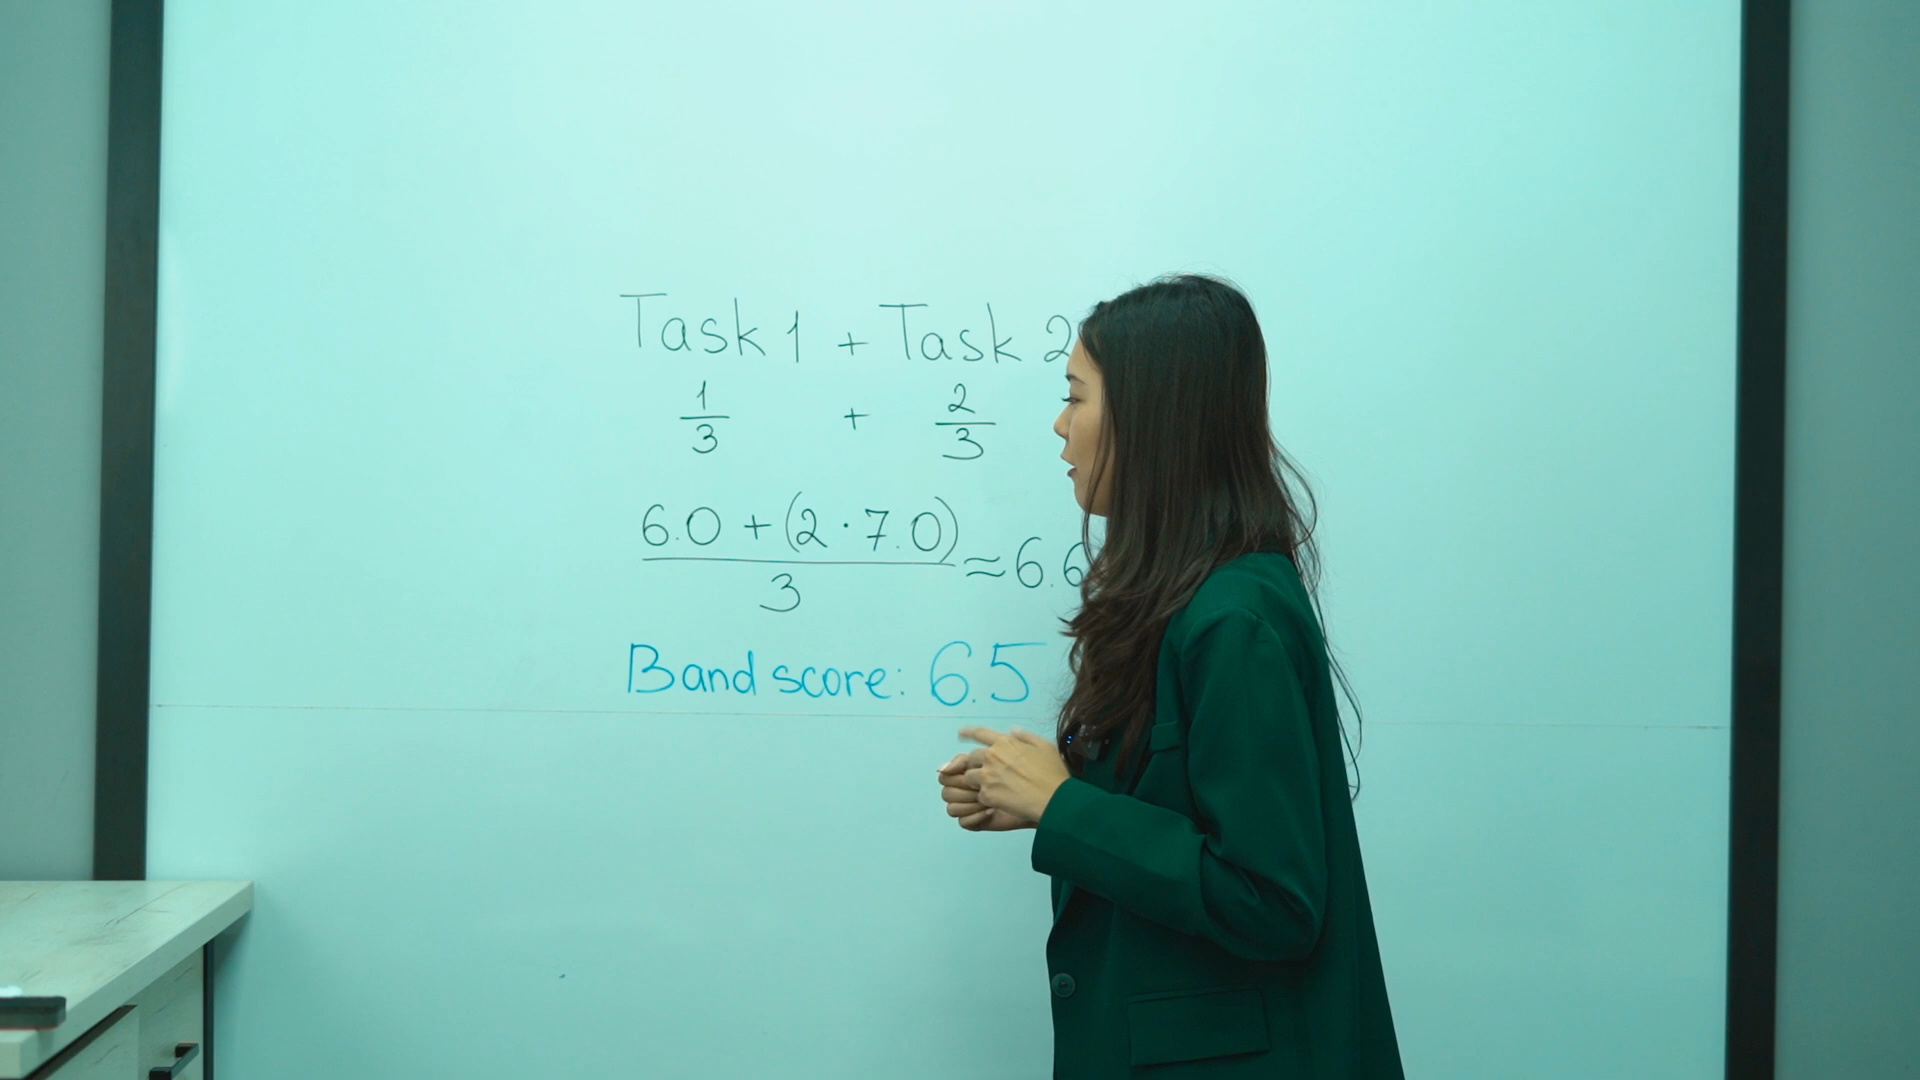 Task 1 + Task 2
1/3 + 2/3
6.0 + (2 · 7.0)
3
≈ 6.6
Band score: 6.5